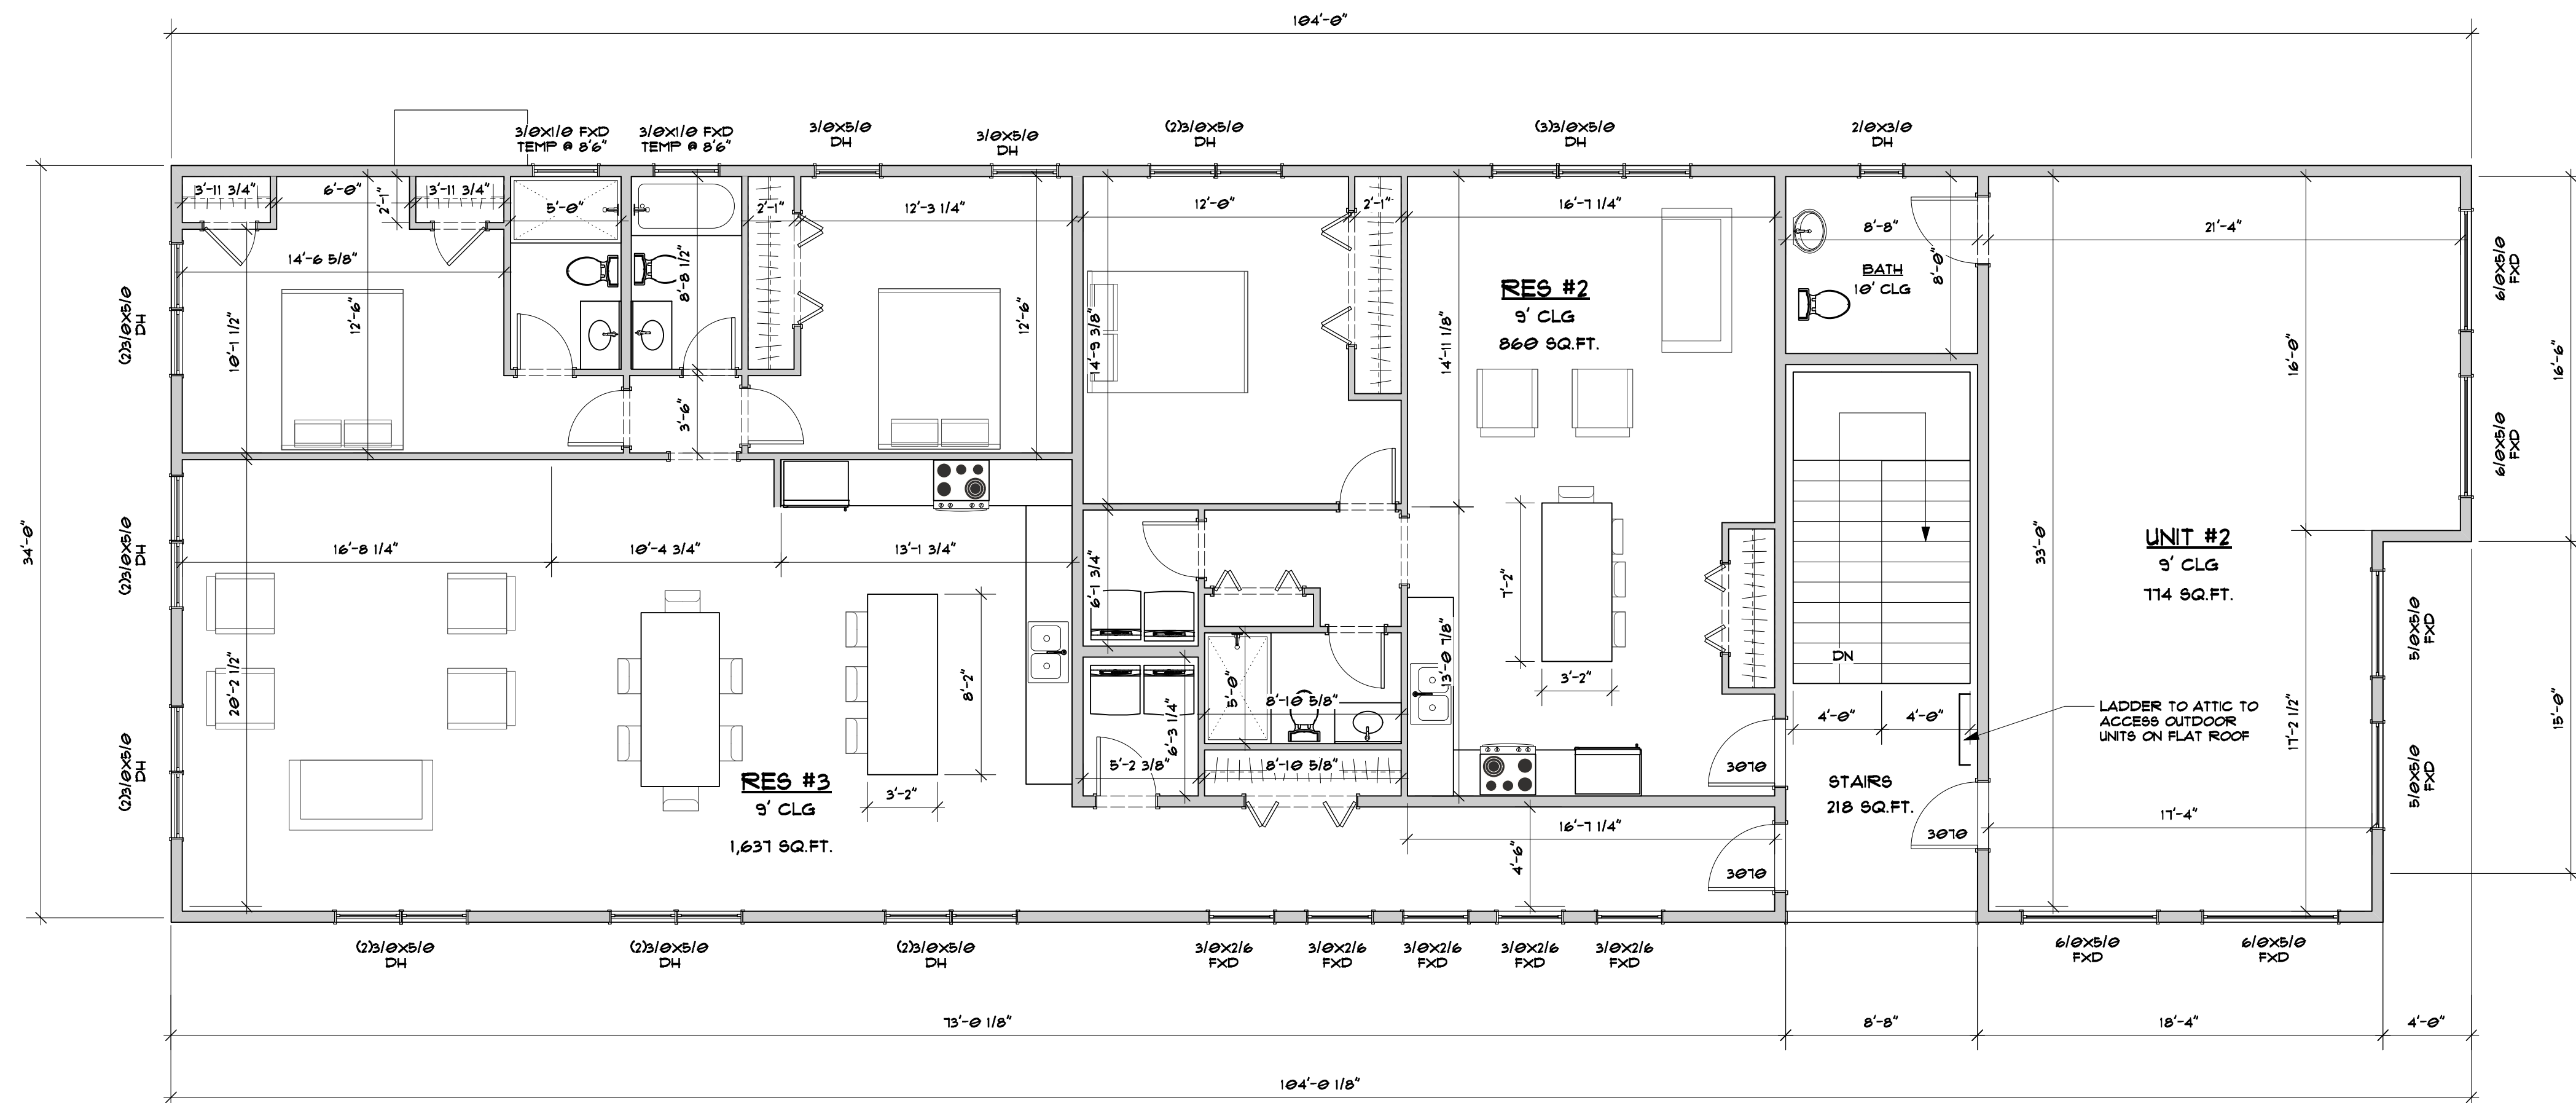 104'-0"
3/0X1/0 FXD
TEMP @ 8'6"
3/0X1/0 FXD
TEMP @ 8'6"
3/0X5/0
DH
3/0X5/0
DH
(2)3/0X5/0
DH
(3)3/0X5/0
DH
2/0X3/0
DH
3'-11 3/4"
6'-0"
2'-1"
3'-11 3/4"
5'-0"
2'-1"
12'-3 1/4"
12'-0"
2'-1"
16'-7 1/4"
8'-8"
21'-4"
14'-6 5/8"
8'-8 1/2"
BATH
10' CLG
8'-0"
6/0X5/0
FXD
(2)3/0X5/0
DH
10'-1 1/2"
12'-6"
12'-6"
14'-9 3/8"
14'-11 1/8"
RES #2
9' CLG
860 SQ.FT.
16'-0"
16'-6"
3'-6"
6/0X5/0
FXD
34'-0"
(2)3/0X5/0
DH
16'-8 1/4"
10'-4 3/4"
13'-1 3/4"
6'-1 3/4"
7'-2"
33'-0"
UNIT #2
9' CLG
774 SQ.FT.
5/0X5/0
FXD
20'-2 1/2"
8'-2"
5'-0"
8'-10 5/8"
13'-0 7/8"
3'-2"
DN
4'-0"
4'-0"
LADDER TO ATTIC TO
ACCESS OUTDOOR
UNITS ON FLAT ROOF
17'-2 1/2"
15'-0"
(2)3/0X5/0
DH
RES #3
9' CLG
1,637 SQ.FT.
3'-2"
6'-3 1/4"
5'-2 3/8"
8'-10 5/8"
3070
STAIRS
218 SQ.FT.
5/0X5/0
FXD
16'-7 1/4"
4'-6"
3070
3070
17'-4"
(2)3/0X5/0
DH
(2)3/0X5/0
DH
(2)3/0X5/0
DH
3/0X2/6
FXD
3/0X2/6
FXD
3/0X2/6
FXD
3/0X2/6
FXD
3/0X2/6
FXD
6/0X5/0
FXD
6/0X5/0
FXD
73'-0 1/8"
8'-8"
18'-4"
4'-0"
104'-0 1/8"